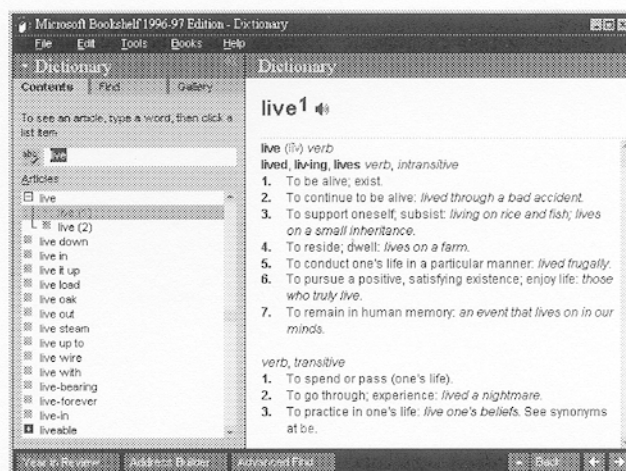 Microsoft Bookshelf 1996-97 Edition - Dictionary
File Edit Tools Books Help
Dictionary
Contents Find Gallery
To see an article, type a word, then click a
list item
abc live
Articles
live
live (1)
live (2)
live down
live in
live it up
live load
live oak
live out
live steam
live up to
live wire
live with
live-bearing
live-forever
live-in
liveable
Dictionary
live1
live (lĭv) verb
lived, liv·ing, lives verb, intransitive
1. To be alive; exist.
2. To continue to be alive: lived through a bad accident.
3. To support oneself; subsist: living on rice and fish; lives
on a small inheritance.
4. To reside; dwell: lives on a farm.
5. To conduct one's life in a particular manner: lived frugally.
6. To pursue a positive, satisfying existence; enjoy life: those
who truly live.
7. To remain in human memory: an event that lives on in our
minds.
verb, transitive
1. To spend or pass (one's life).
2. To go through; experience: lived a nightmare.
3. To practice in one's life: live one's beliefs. See synonyms
at be.
Year in Review Address Builder Advanced Find Back